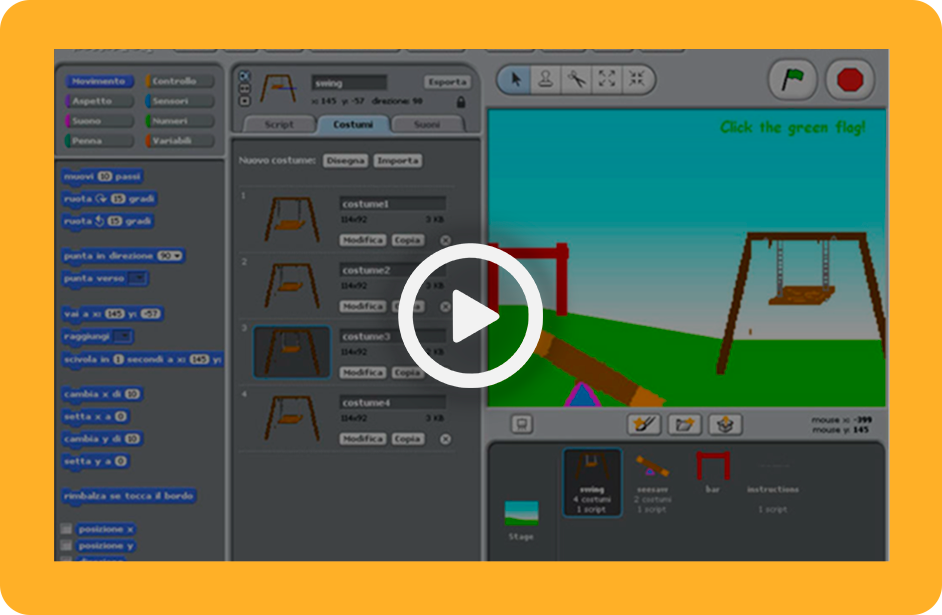 Movimento
Controllo
Aspetto
Sensori
Suono
Numeri
Penna
Variabili
muovi 10 passi
ruota 15 gradi
ruota 15 gradi
punta in direzione 90
punta verso
vai a x: 145 y: -57
raggiungi
scivola in 1 secondi a x: 145 y:
cambia x di 10
setta x a 0
cambia y di 10
setta y a 0
rimbalza se tocca il bordo
posizione x
posizione y
swing
Esporta
x: 145 y: -57 direzione: 90
Script
Costumi
Suoni
Nuovo costume: Disegna Importa
1
costume1
114x92 3 KB
Modifica Copia
2
costume2
114x92 3 KB
Modifica Copia
3
costume3
114x92
Modifica Copia
4
costume4
114x92 3 KB
Modifica Copia
Click the green flag!
mouse x: -399
mouse y: 145
swing
4 costumi
1 script
seesaw
2 costumi
1 script
bar
instructions
1 script
Stage